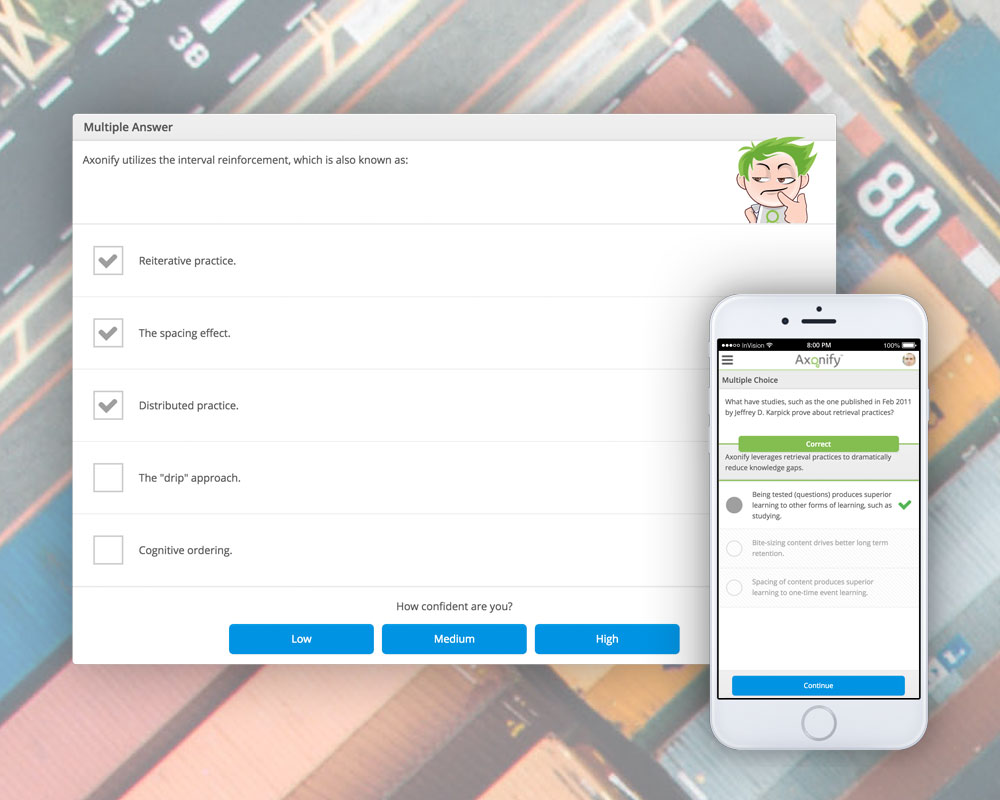 38
38
80
Multiple Answer
Axonify utilizes the interval reinforcement, which is also known as:
Reiterative practice.
The spacing effect.
Distributed practice.
The "drip" approach.
Cognitive ordering.
How confident are you?
Low Medium High
InVision 8:00 PM 100%
Axonify™
Multiple Choice
What have studies, such as the one published in Feb 2011
by Jeffrey D. Karpick prove about retrieval practices?
Correct
Axonify leverages retrieval practices to dramatically
reduce knowledge gaps.
Being tested (questions) produces superior
learning to other forms of learning, such as
studying.
Bite-sizing content drives better long term
retention.
Spacing of content produces superior
learning to one-time event learning.
Continue